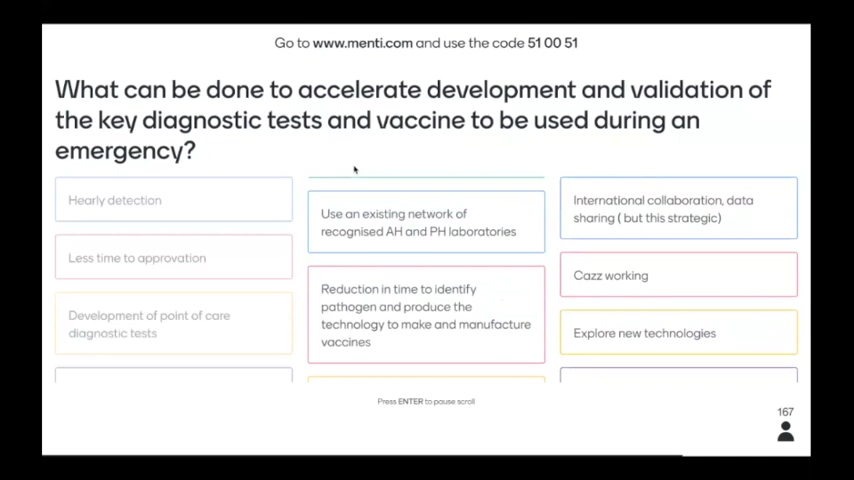 Go to www.menti.com and use the code 51 00 51
What can be done to accelerate development and validation of
the key diagnostic tests and vaccine to be used during an
emergency?
Hearly detection
Less time to approvation
Development of point of care
diagnostic tests
Use an existing network of
recognised AH and PH laboratories
Reduction in time to identify
pathogen and produce the
technology to make and manufacture
vaccines
International collaboration, data
sharing ( but this strategic)
Cazz working
Explore new technologies
Press ENTER to pause scroll
167